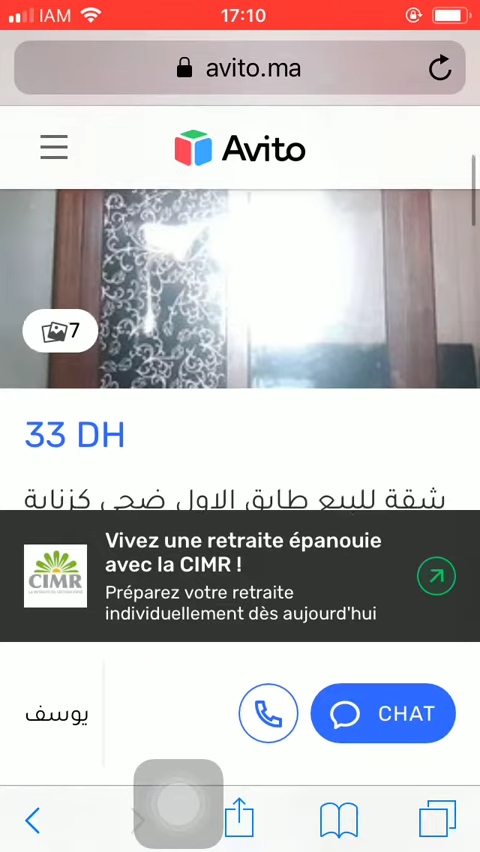 IAM
17:10
avito.ma
Avito
7
33 DH
شقة للبيع طابق الاول ضحى كزناية
CIMR
Vivez une retraite épanouie
avec la CIMR !
Préparez votre retraite
individuellement dès aujourd'hui
يوسف
CHAT